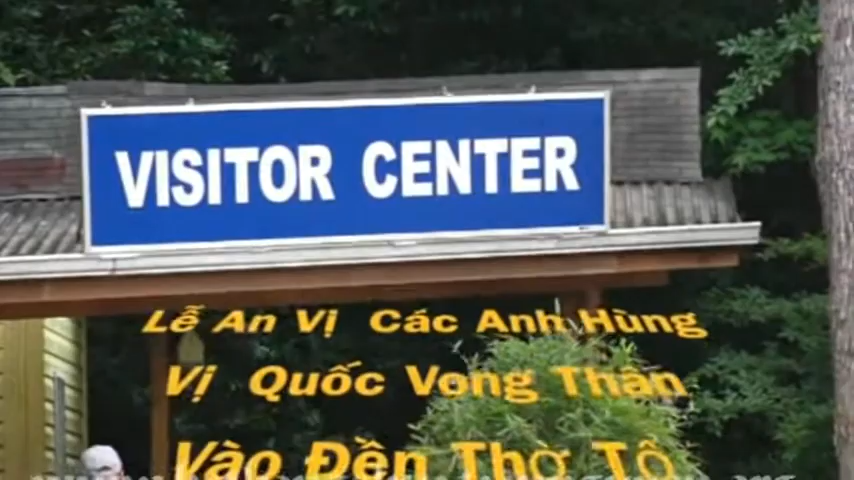 VISITOR CENTER
Lễ An Vị Các Anh Hùng
Vị Quốc Vong Thân
Vào Đền Thờ Tổ